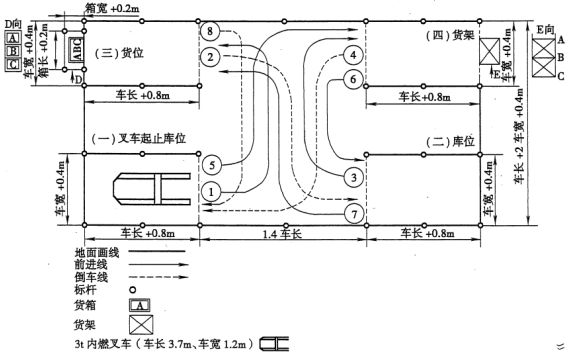 箱宽+0.2m
D向
A
B
C
车宽+0.4m
箱长+0.2m
ABC
D
(三) 货位
车长+0.8m
8
2
4
6
(四) 货架
车长+0.8m
E
车宽+0.4m
E向
A
B
C
车长+2车宽+0.4m
(一) 叉车起止库位
车宽+0.4m
5
1
3
7
(二) 库位
车宽+0.4m
车长+0.8m
1.4车长
车长+0.8m
地面画线
前进线
倒车线
标杆
货箱 A
货架
3t内燃叉车(车长3.7m、车宽1.2m)